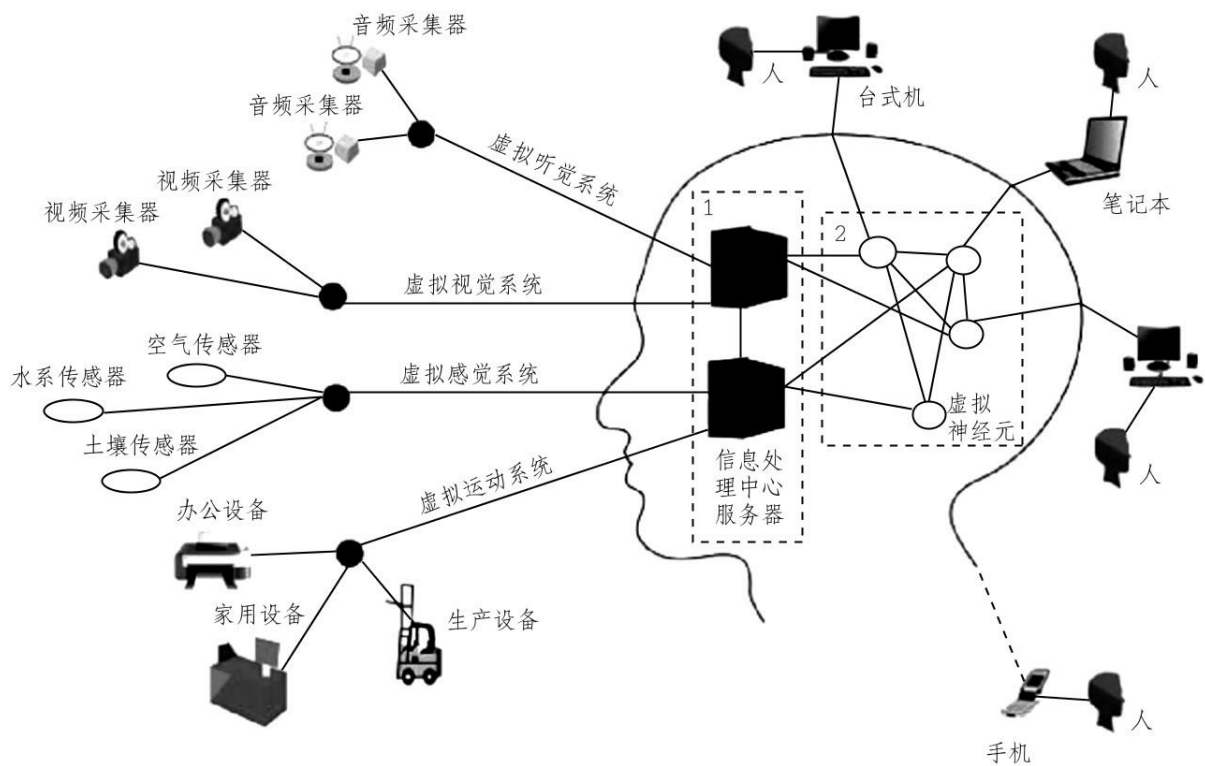 音频采集器
人
台式机
人
音频采集器
虚拟听觉系统
笔记本
视频采集器
视频采集器
1
2
虚拟视觉系统
空气传感器
水系传感器
虚拟感觉系统
土壤传感器
虚拟
神经元
人
信息处
理中心
服务器
虚拟运动系统
办公设备
家用设备
生产设备
人
手机